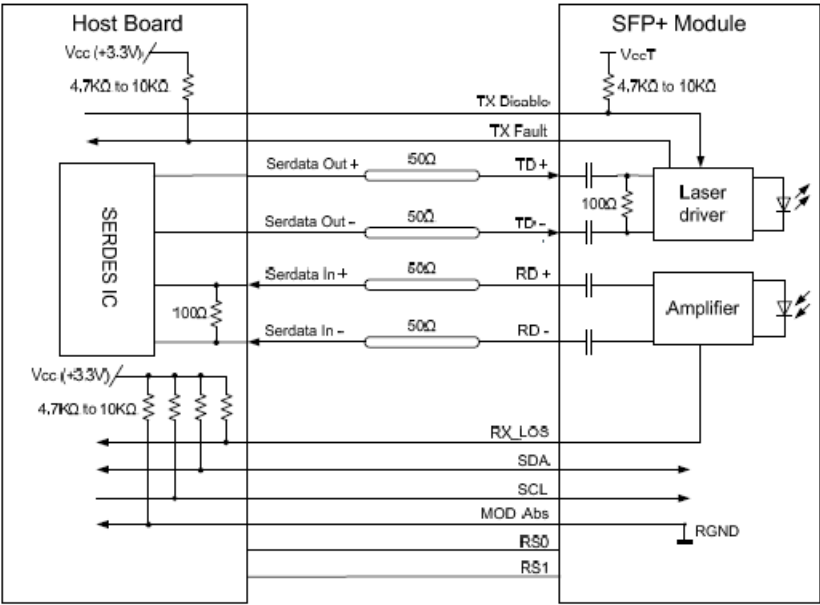 Host Board
SFP+ Module
Vcc (+3.3V)
VccT
4.7KΩ to 10KΩ
4.7KΩ to 10KΩ
TX Disable
TX Fault
Serdata Out +
50Ω
TD +
Laser
driver
100Ω
Serdata Out -
50Ω
TD -
SERDES IC
Serdata In +
50Ω
RD +
Amplifier
100Ω
Serdata In -
50Ω
RD -
Vcc (+3.3V)
4.7KΩ to 10KΩ
RX_LOS
SDA
SCL
MOD Abs
RGND
RS0
RS1